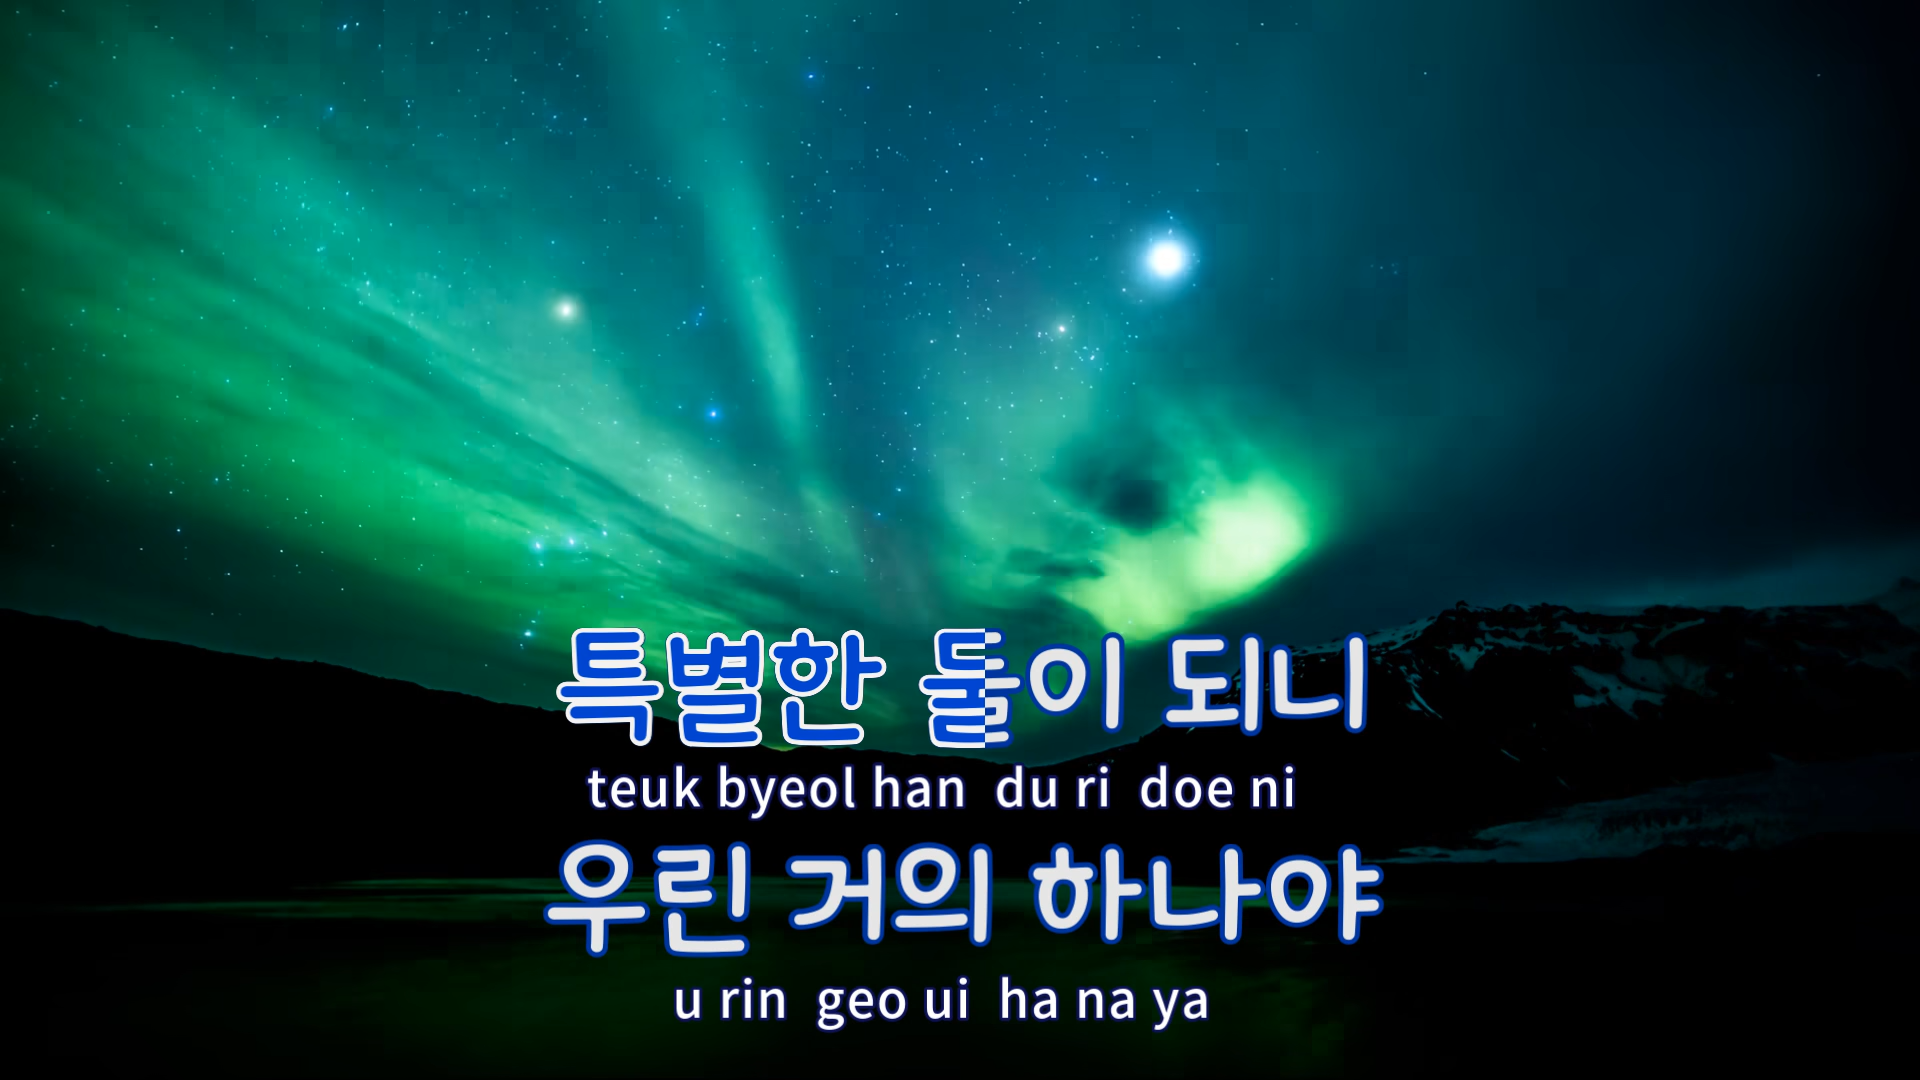 특별한 둘이 되니
teuk byeol han du ri doe ni
우린 거의 하나야
u rin geo ui ha na ya